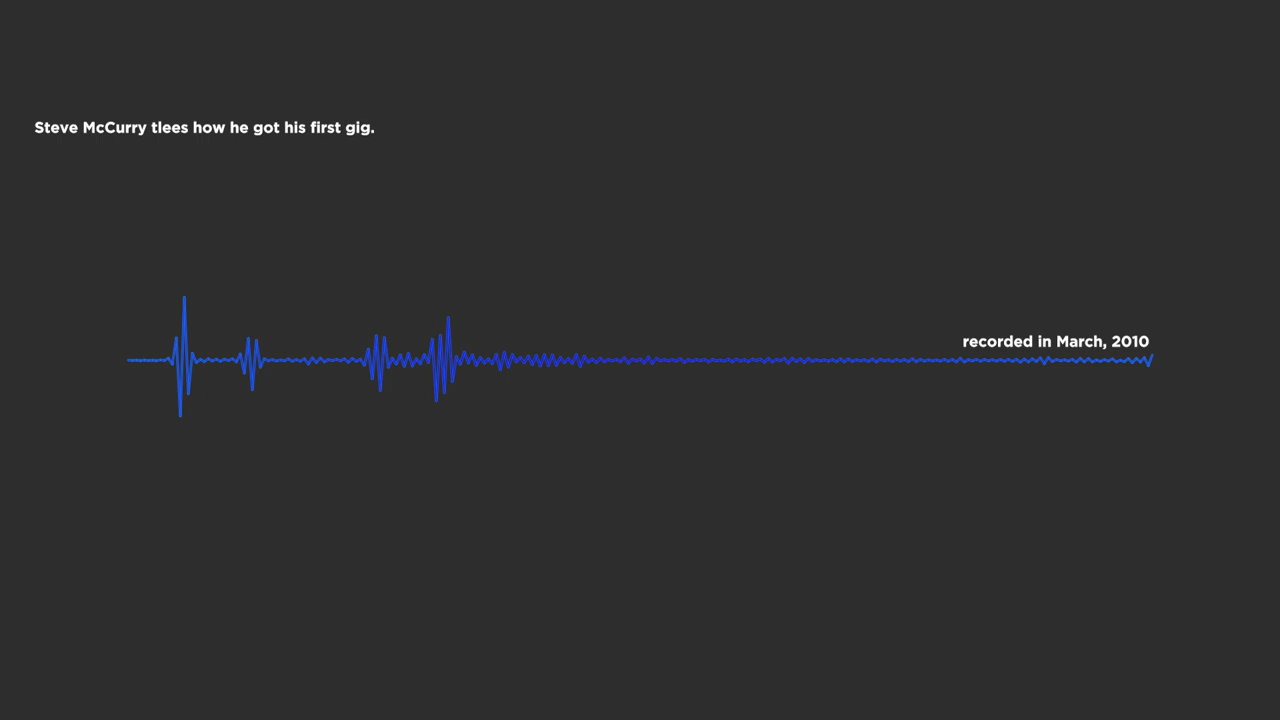 Steve McCurry tlees how he got his first gig.
recorded in March, 2010